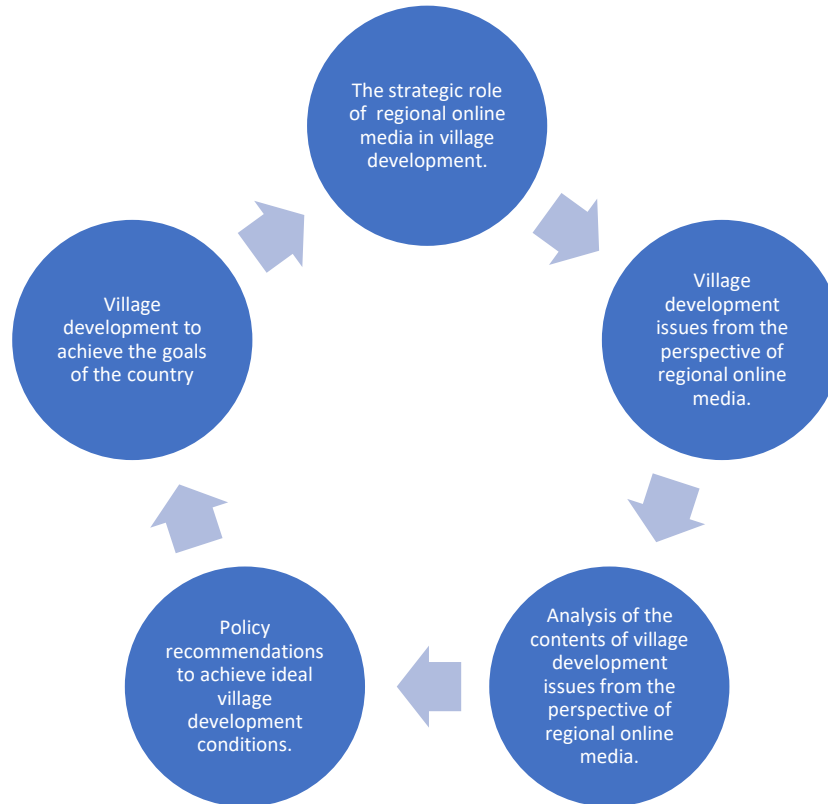 The strategic role
of regional online
media in village
development.
Village
development
issues from the
perspective of
regional online
media.
Analysis of the
contents of village
development
issues from the
perspective of
regional online
media.
Policy
recommendations
to achieve ideal
village
development
conditions.
Village
development to
achieve the goals
of the country